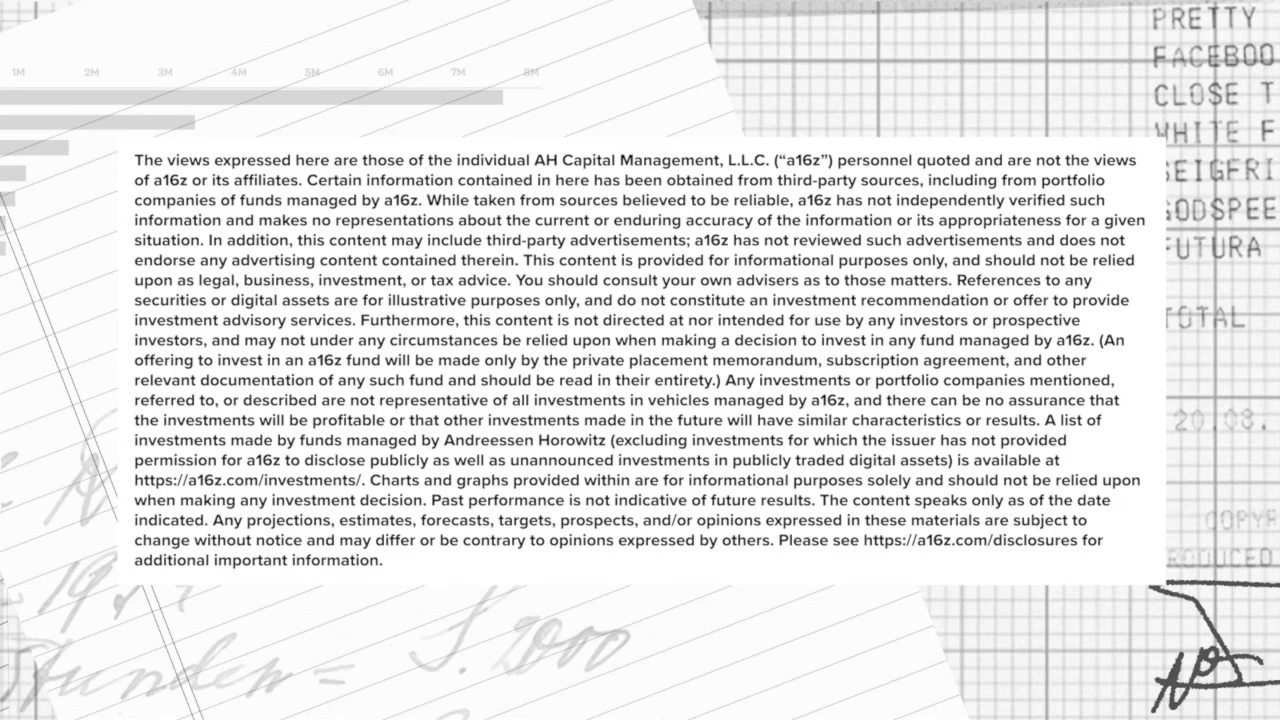 1M 2M 3M 4M 5M 6M 7M 8M
PRETTY
FACEBOO
CLOSE T
WHITE F
SEIGFRI
GODSPEE
FUTURA
TOTAL
The views expressed here are those of the individual AH Capital Management, L.L.C. (“a16z”) personnel quoted and are not the views
of a16z or its affiliates. Certain information contained in here has been obtained from third-party sources, including from portfolio
companies of funds managed by a16z. While taken from sources believed to be reliable, a16z has not independently verified such
information and makes no representations about the current or enduring accuracy of the information or its appropriateness for a given
situation. In addition, this content may include third-party advertisements; a16z has not reviewed such advertisements and does not
endorse any advertising content contained therein. This content is provided for informational purposes only, and should not be relied
upon as legal, business, investment, or tax advice. You should consult your own advisers as to those matters. References to any
securities or digital assets are for illustrative purposes only, and do not constitute an investment recommendation or offer to provide
investment advisory services. Furthermore, this content is not directed at nor intended for use by any investors or prospective
investors, and may not under any circumstances be relied upon when making a decision to invest in any fund managed by a16z. (An
offering to invest in an a16z fund will be made only by the private placement memorandum, subscription agreement, and other
relevant documentation of any such fund and should be read in their entirety.) Any investments or portfolio companies mentioned,
referred to, or described are not representative of all investments in vehicles managed by a16z, and there can be no assurance that
the investments will be profitable or that other investments made in the future will have similar characteristics or results. A list of
investments made by funds managed by Andreessen Horowitz (excluding investments for which the issuer has not provided
permission for a16z to disclose publicly as well as unannounced investments in publicly traded digital assets) is available at
https://a16z.com/investments/. Charts and graphs provided within are for informational purposes solely and should not be relied upon
when making any investment decision. Past performance is not indicative of future results. The content speaks only as of the date
indicated. Any projections, estimates, forecasts, targets, prospects, and/or opinions expressed in these materials are subject to
change without notice and may differ or be contrary to opinions expressed by others. Please see https://a16z.com/disclosures for
additional important information.
20.08.
COPYR
RODUCED
Stunden = S. 2000